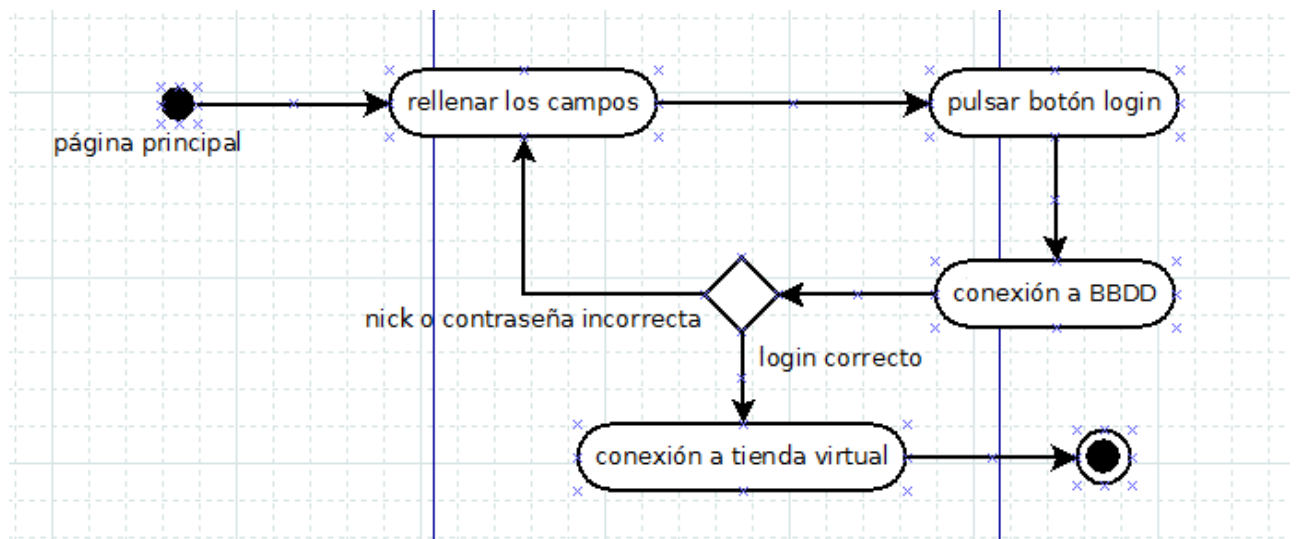 rellenar los campos
pulsar botón login
página principal
conexión a BBDD
nick o contraseña incorrecta
login correcto
conexión a tienda virtual